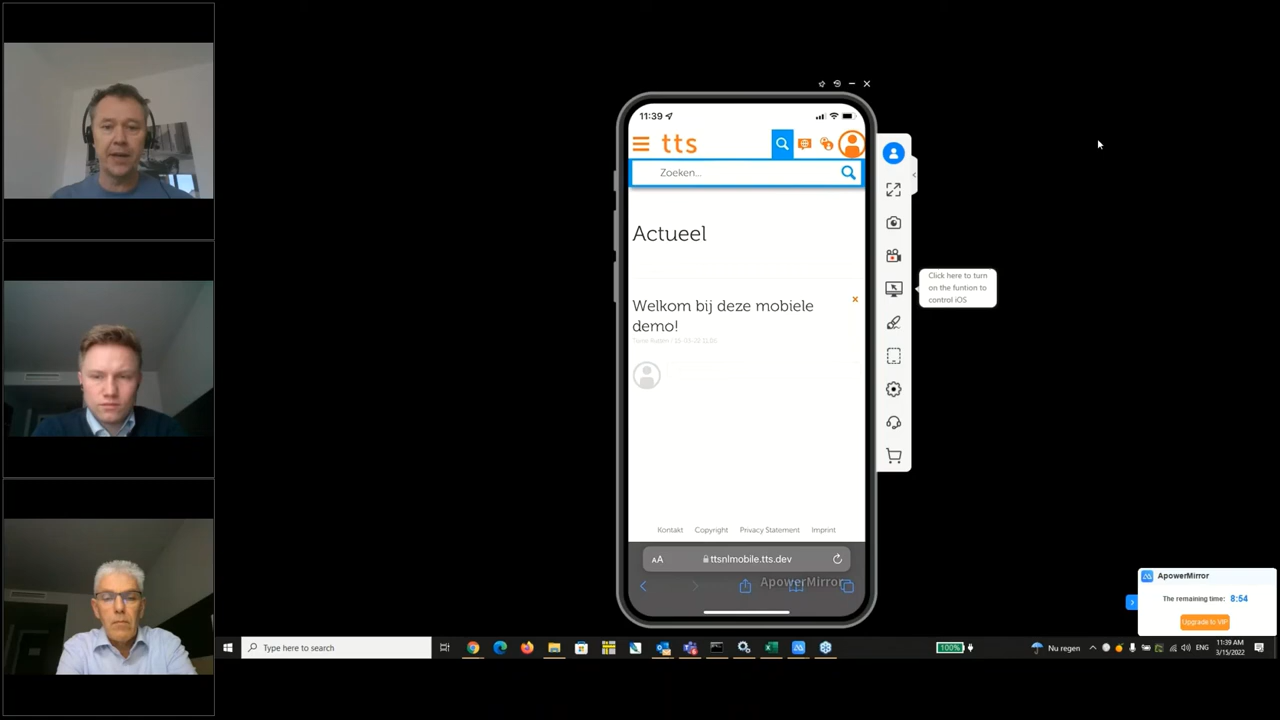 11:39
tts
Zoeken...
Actueel
Welkom bij deze mobiele
demo!
Click here to turn
on the funtion to
control iOS
Kontakt Copyright Privacy Statement Imprint
AA ttsnlmobile.tts.dev
ApowerMirror
ApowerMirror
The remaining time: 8:54
Upgrade to VIP
Type here to search
100%
Nu regen
ENG
11:39 AM
3/15/2022